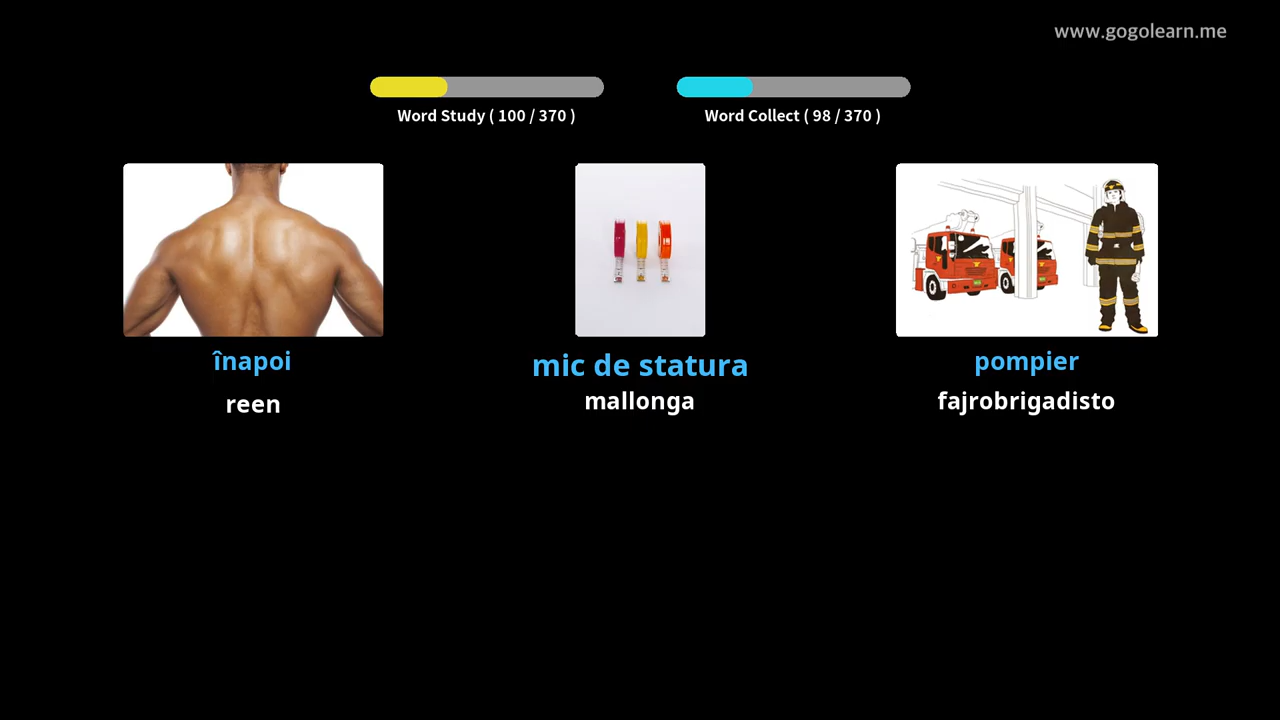 www.gogolearn.me
Word Study ( 100 / 370 )
Word Collect ( 98 / 370 )
înapoi
mic de statura
pompier
reen
mallonga
fajrobrigadisto